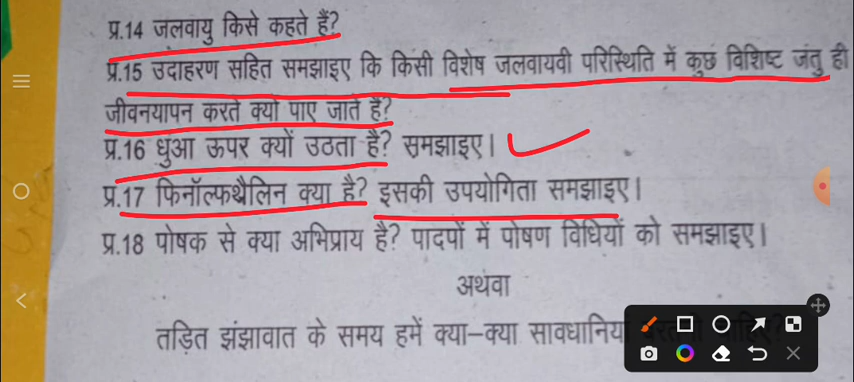 प्र.14 जलवायु किसे कहते हैं?
प्र.15 उदाहरण सहित समझाइए कि किसी विशेष जलवायवी परिस्थिति में कुछ विशिष्ट जंतु ही
जीवनयापन करते क्यों पाए जाते हैं?
प्र.16 धुंआ ऊपर क्यों उठता है? समझाइए।
प्र.17 फिनॉल्फथैलिन क्या है? इसकी उपयोगिता समझाइए।
प्र.18 पोषक से क्या अभिप्राय है? पादपों में पोषण विधियों को समझाइए।
अथवा
तड़ित झंझावात के समय हमें क्या-क्या